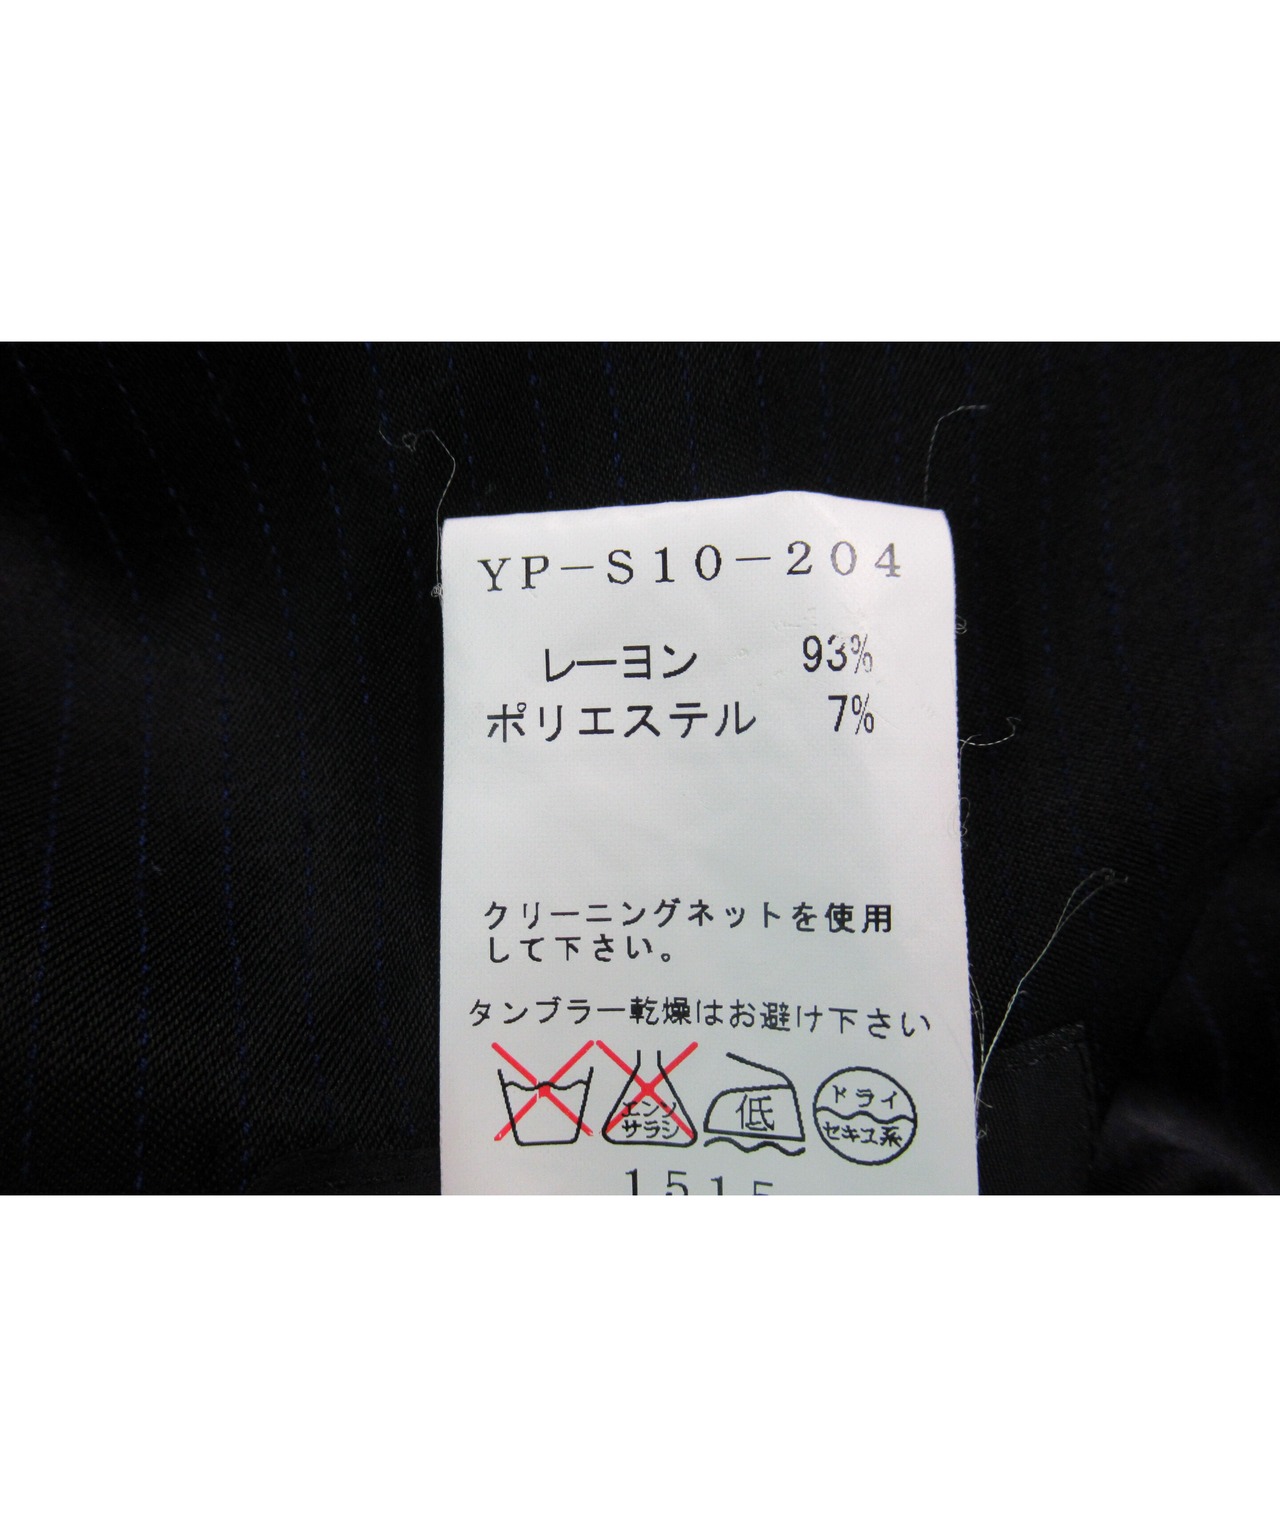 YP-S10-204
レーヨン 93%
ポリエステル 7%
クリーニングネットを使用
して下さい。
タンブラー乾燥はお避け下さい
エンソ
サラシ
低
ドライ
セキユ系
1515